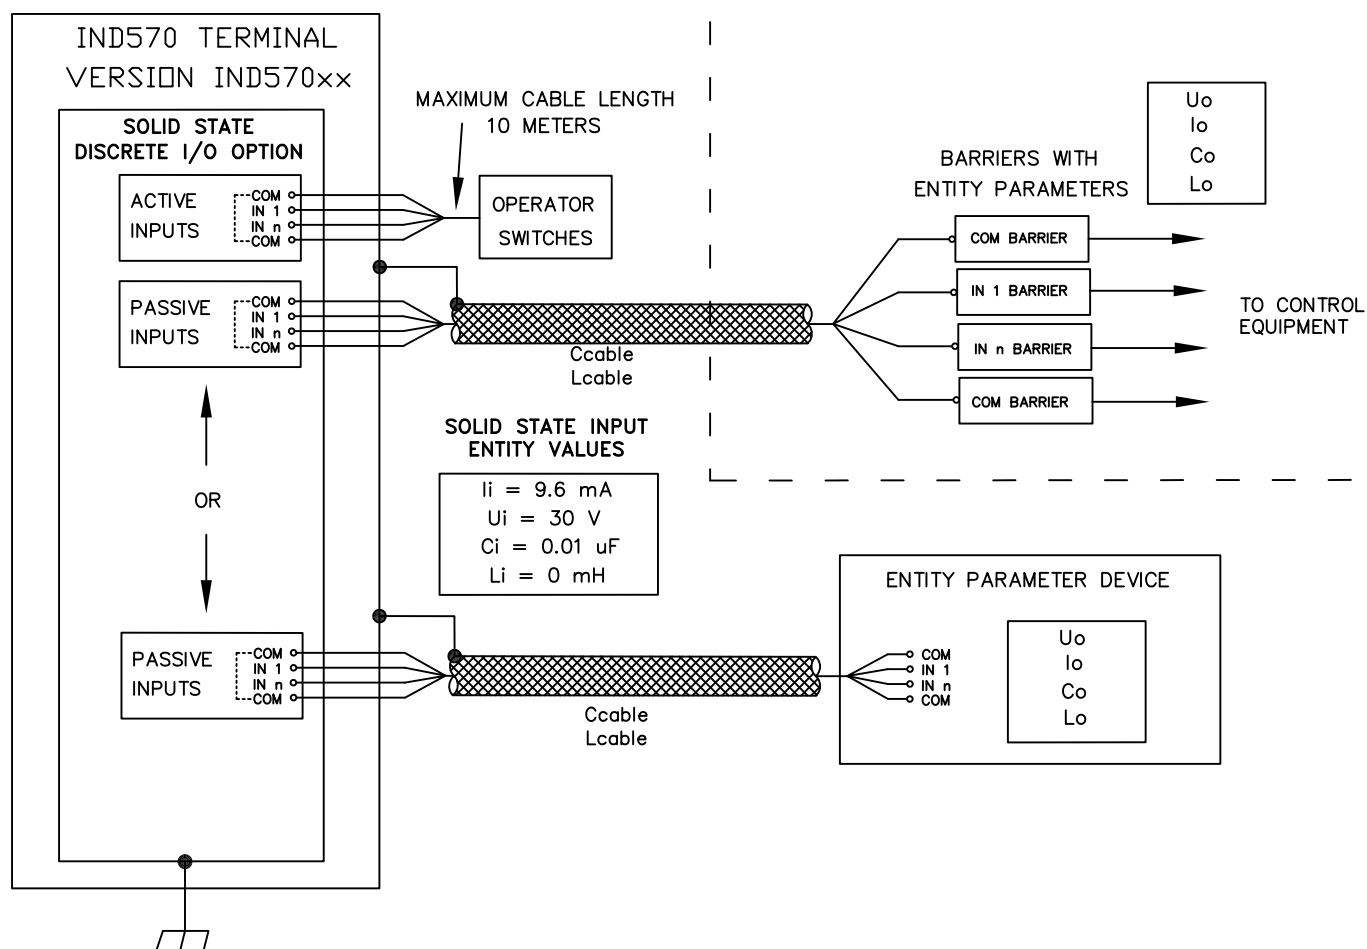 IND570 TERMINAL
VERSION IND570xx
SOLID STATE
DISCRETE I/O OPTION
ACTIVE
INPUTS
COM
IN 1
IN n
COM
MAXIMUM CABLE LENGTH
10 METERS
OPERATOR
SWITCHES
PASSIVE
INPUTS
COM
IN 1
IN n
COM
Ccable
Lcable
BARRIERS WITH
ENTITY PARAMETERS
Uo
Io
Co
Lo
COM BARRIER
IN 1 BARRIER
IN n BARRIER
COM BARRIER
TO CONTROL
EQUIPMENT
OR
SOLID STATE INPUT
ENTITY VALUES
Ii = 9.6 mA
Ui = 30 V
Ci = 0.01 uF
Li = 0 mH
PASSIVE
INPUTS
COM
IN 1
IN n
COM
Ccable
Lcable
ENTITY PARAMETER DEVICE
COM
IN 1
IN n
COM
Uo
Io
Co
Lo